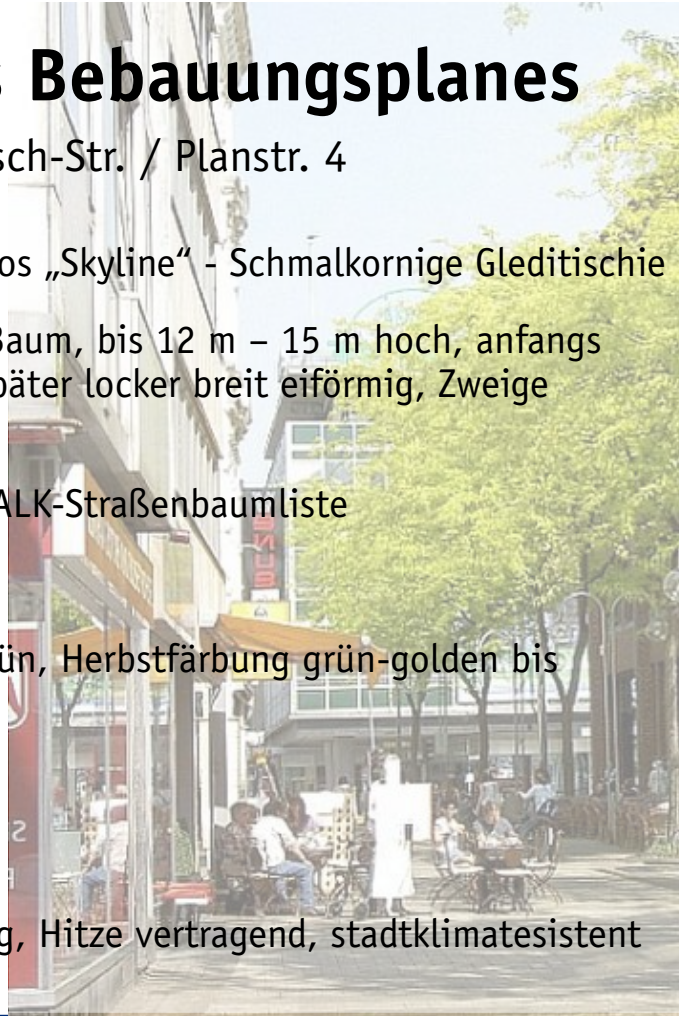 Bebauungsplanes
sch-Str. / Planstr. 4
os „Skyline“ - Schmalkornige Gleditischie
Baum, bis 12 m – 15 m hoch, anfangs
päter locker breit eiförmig, Zweige
ALK-Straßenbaumliste
ün, Herbstfärbung grün-golden bis
g, Hitze vertragend, stadtklimatesistent